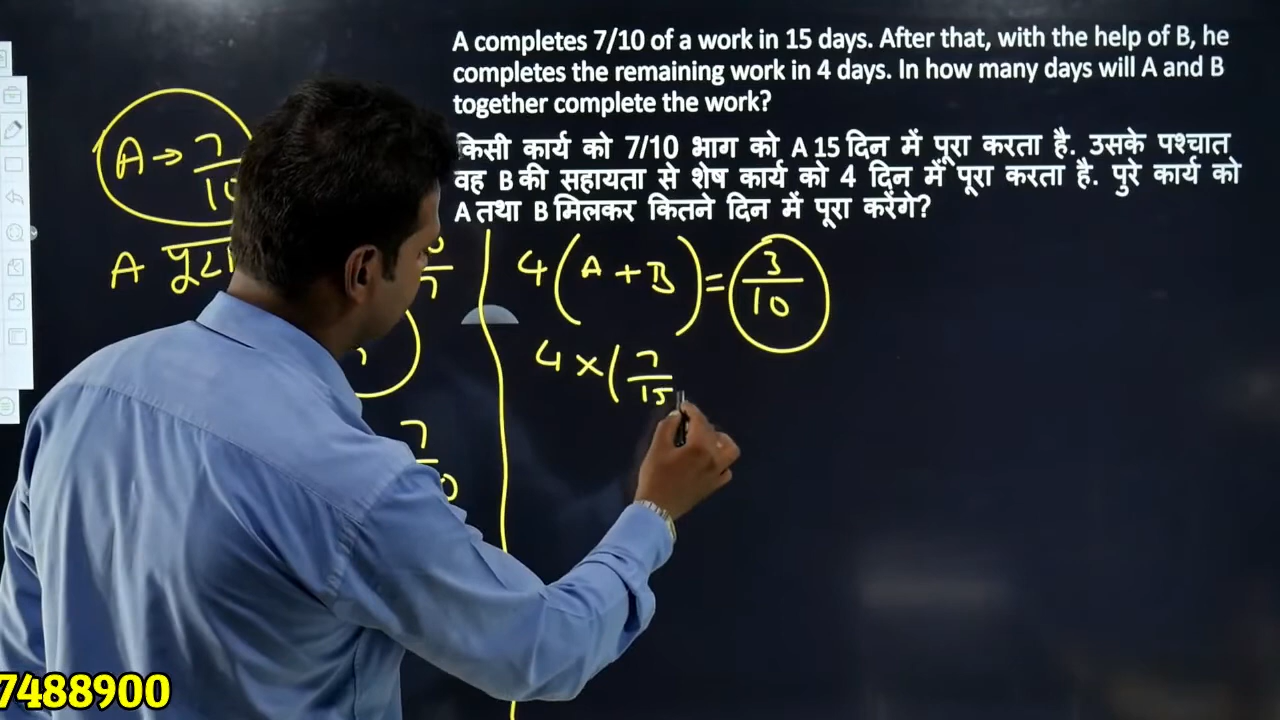 A completes 7/10 of a work in 15 days. After that, with the help of B, he
completes the remaining work in 4 days. In how many days will A and B
together complete the work?
किसी कार्य को 7/10 भाग को A 15 दिन में पूरा करता है. उसके पश्चात
वह B की सहायता से शेष कार्य को 4 दिन में पूरा करता है. पुरे कार्य को
A तथा B मिलकर कितने दिन में पूरा करेंगे?
A → 7/10
A
4 (A + B) = 3/10
4 × ( 7/15
7
7488900